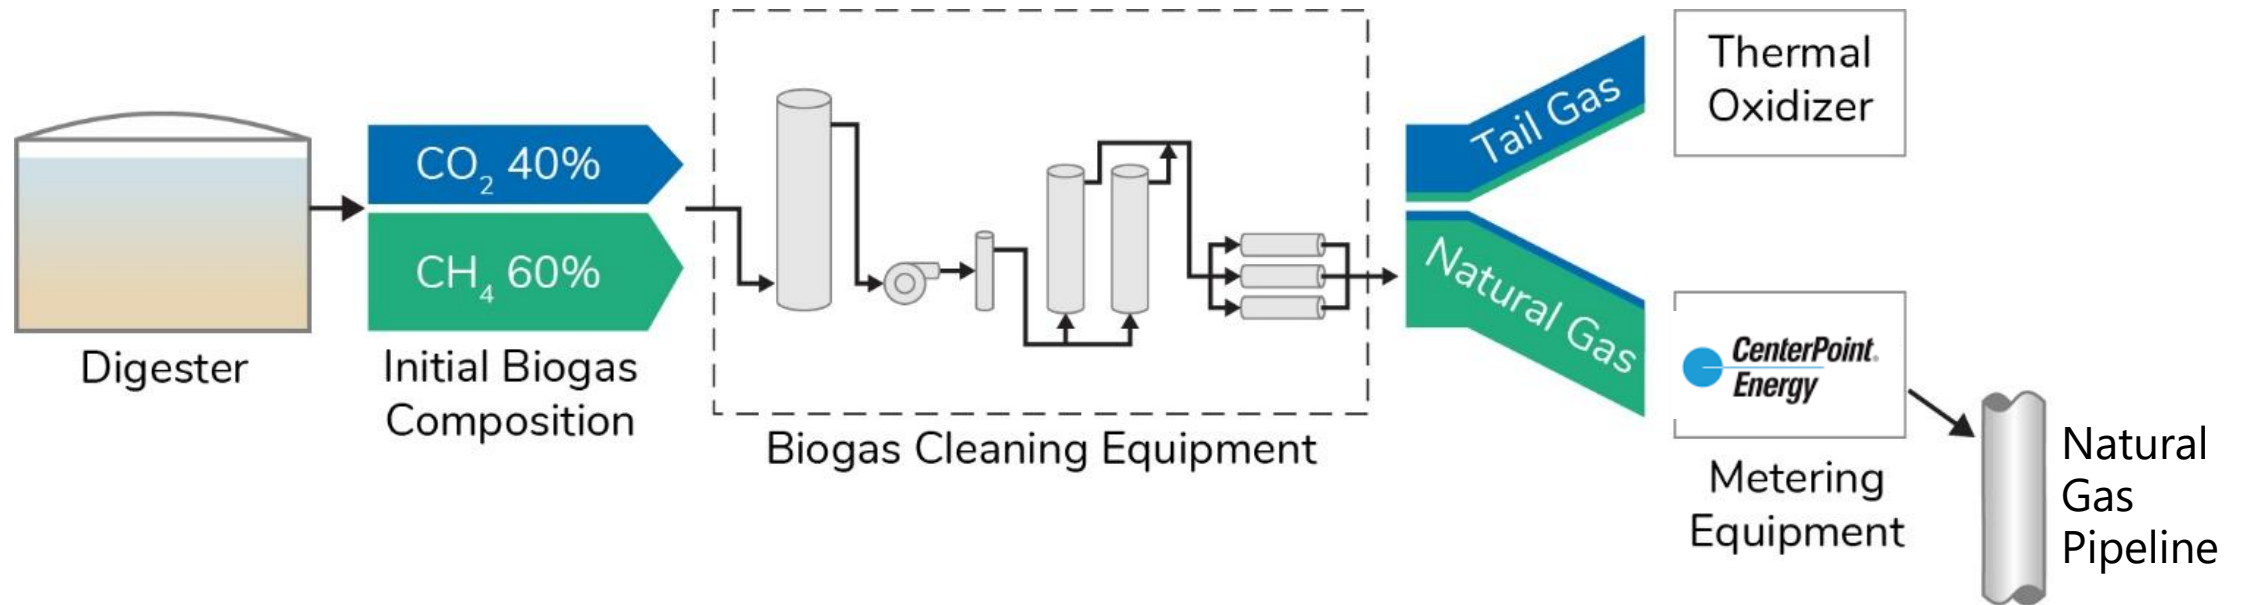 Digester
CO2 40%
CH4 60%
Initial Biogas
Composition
Biogas Cleaning Equipment
Tail Gas
Natural Gas
Thermal
Oxidizer
CenterPoint®
Energy
Metering
Equipment
Natural
Gas
Pipeline